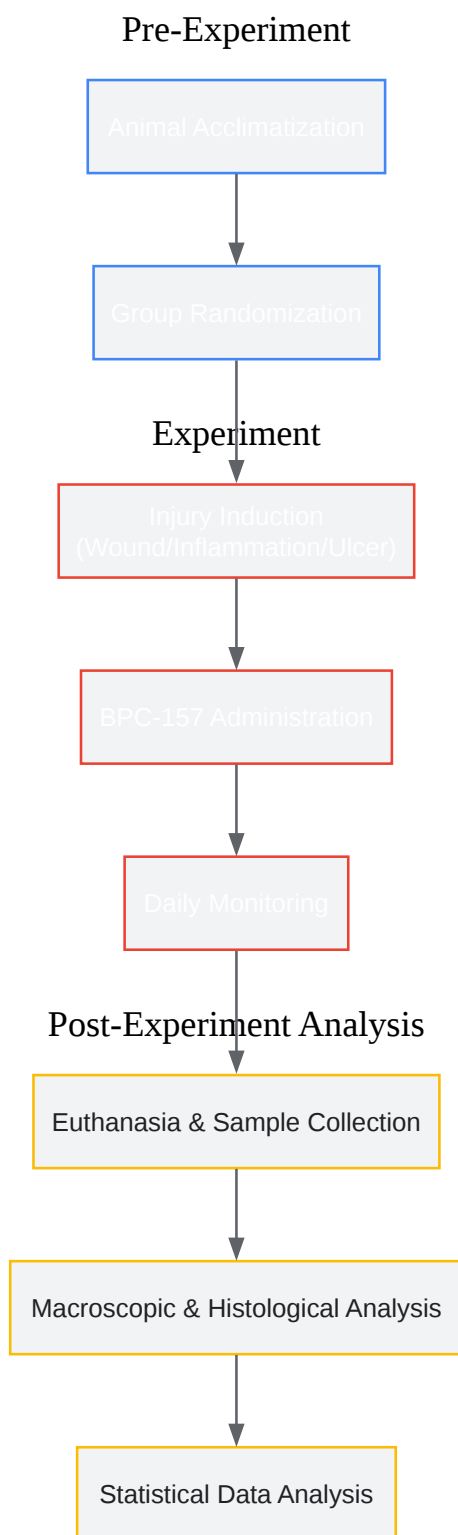 Pre-Experiment
Animal Acclimatization
Group Randomization
Experiment
Injury Induction
(Wound/Inflammation/Ulcer)
BPC-157 Administration
Daily Monitoring
Post-Experiment Analysis
Euthanasia & Sample Collection
Macroscopic & Histological Analysis
Statistical Data Analysis